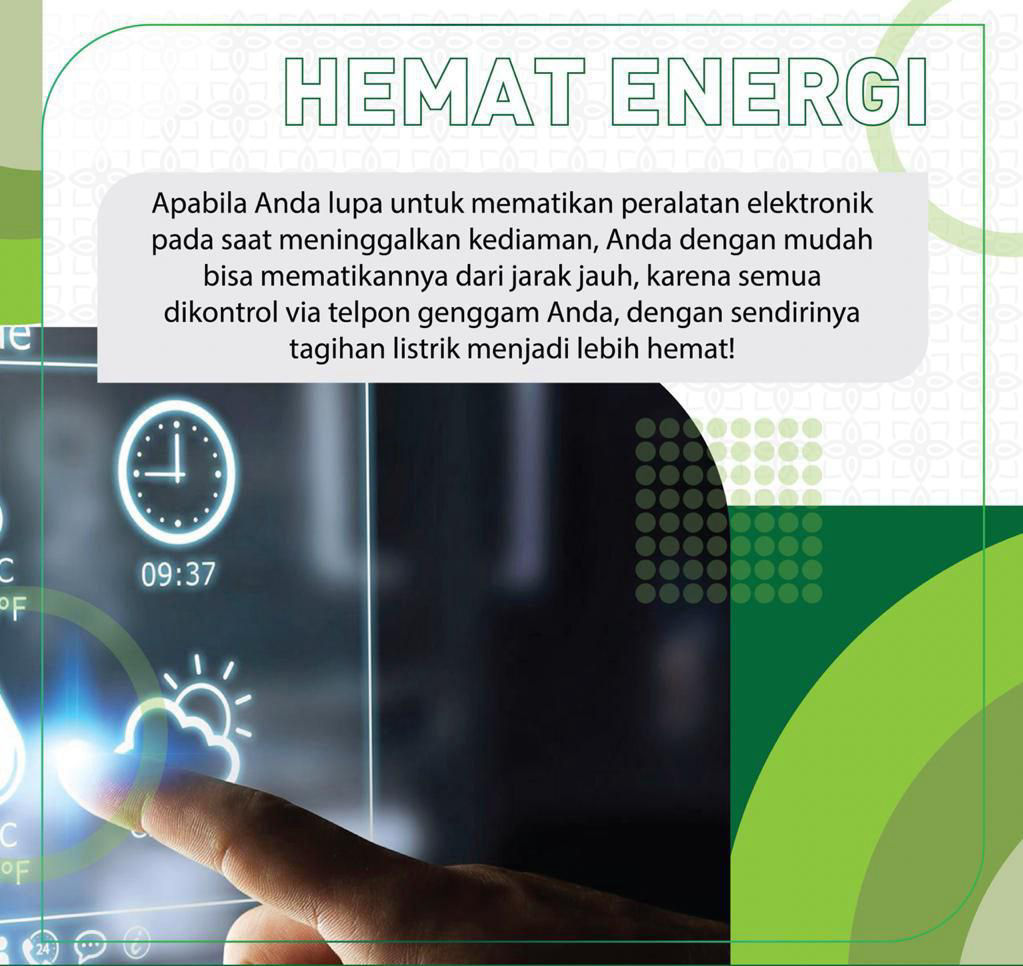 HEMAT ENERGI
Apabila Anda lupa untuk mematikan peralatan elektronik
pada saat meninggalkan kediaman, Anda dengan mudah
bisa mematikannya dari jarak jauh, karena semua
dikontrol via telpon genggam Anda, dengan sendirinya
tagihan listrik menjadi lebih hemat!
09:37
C
°F
C
°F
24